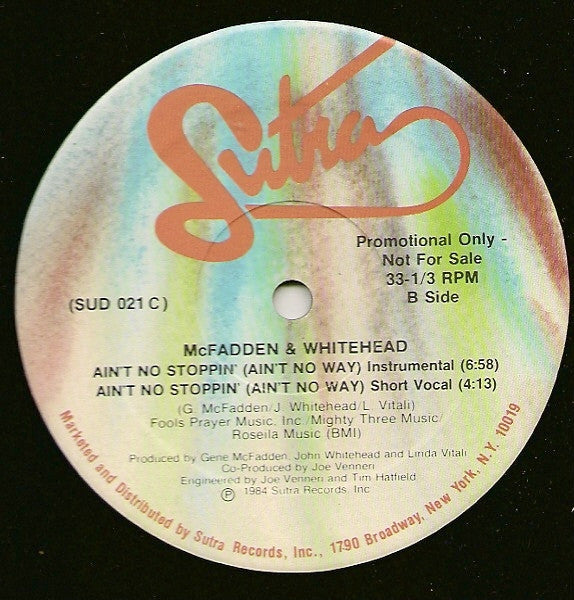 Sutra
Promotional Only -
Not For Sale
33-1/3 RPM
B Side
(SUD 021 C)
McFADDEN & WHITEHEAD
AIN'T NO STOPPIN' (AIN'T NO WAY) Instrumental (6:58)
AIN'T NO STOPPIN' (AIN'T NO WAY) Short Vocal (4:13)
(G. McFadden/J. Whitehead/L. Vitali)
Fools Prayer Music, Inc./Mighty Three Music/
Roseila Music (BMI)
Produced by Gene McFadden, John Whitehead and Linda Vitali
Co-Produced by Joe Venneri
Engineered by Joe Venneri and Tim Hatfield
℗ 1984 Sutra Records, Inc
Marketed and Distributed by Sutra Records, Inc., 1790 Broadway, New York, N.Y. 10019